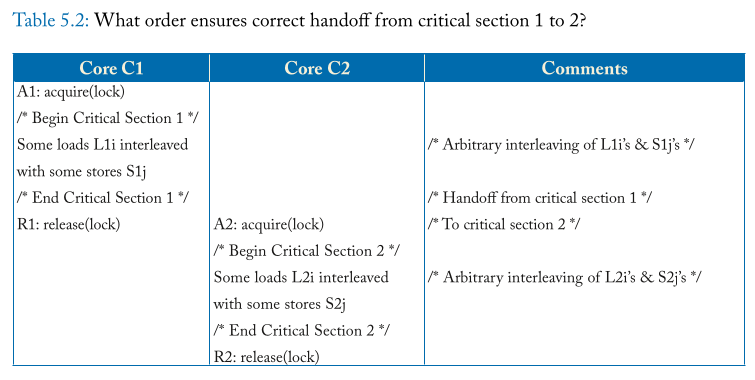 Table 5.2: What order ensures correct handoff from critical section 1 to 2?
Core C1 Core C2 Comments
A1: acquire(lock)
/* Begin Critical Section 1 */
Some loads L1i interleaved /* Arbitrary interleaving of L1i's & S1j's */
with some stores S1j
/* End Critical Section 1 */ /* Handoff from critical section 1 */
R1: release(lock) A2: acquire(lock) /* To critical section 2 */
/* Begin Critical Section 2 */
Some loads L2i interleaved /* Arbitrary interleaving of L2i's & S2j's */
with some stores S2j
/* End Critical Section 2 */
R2: release(lock)